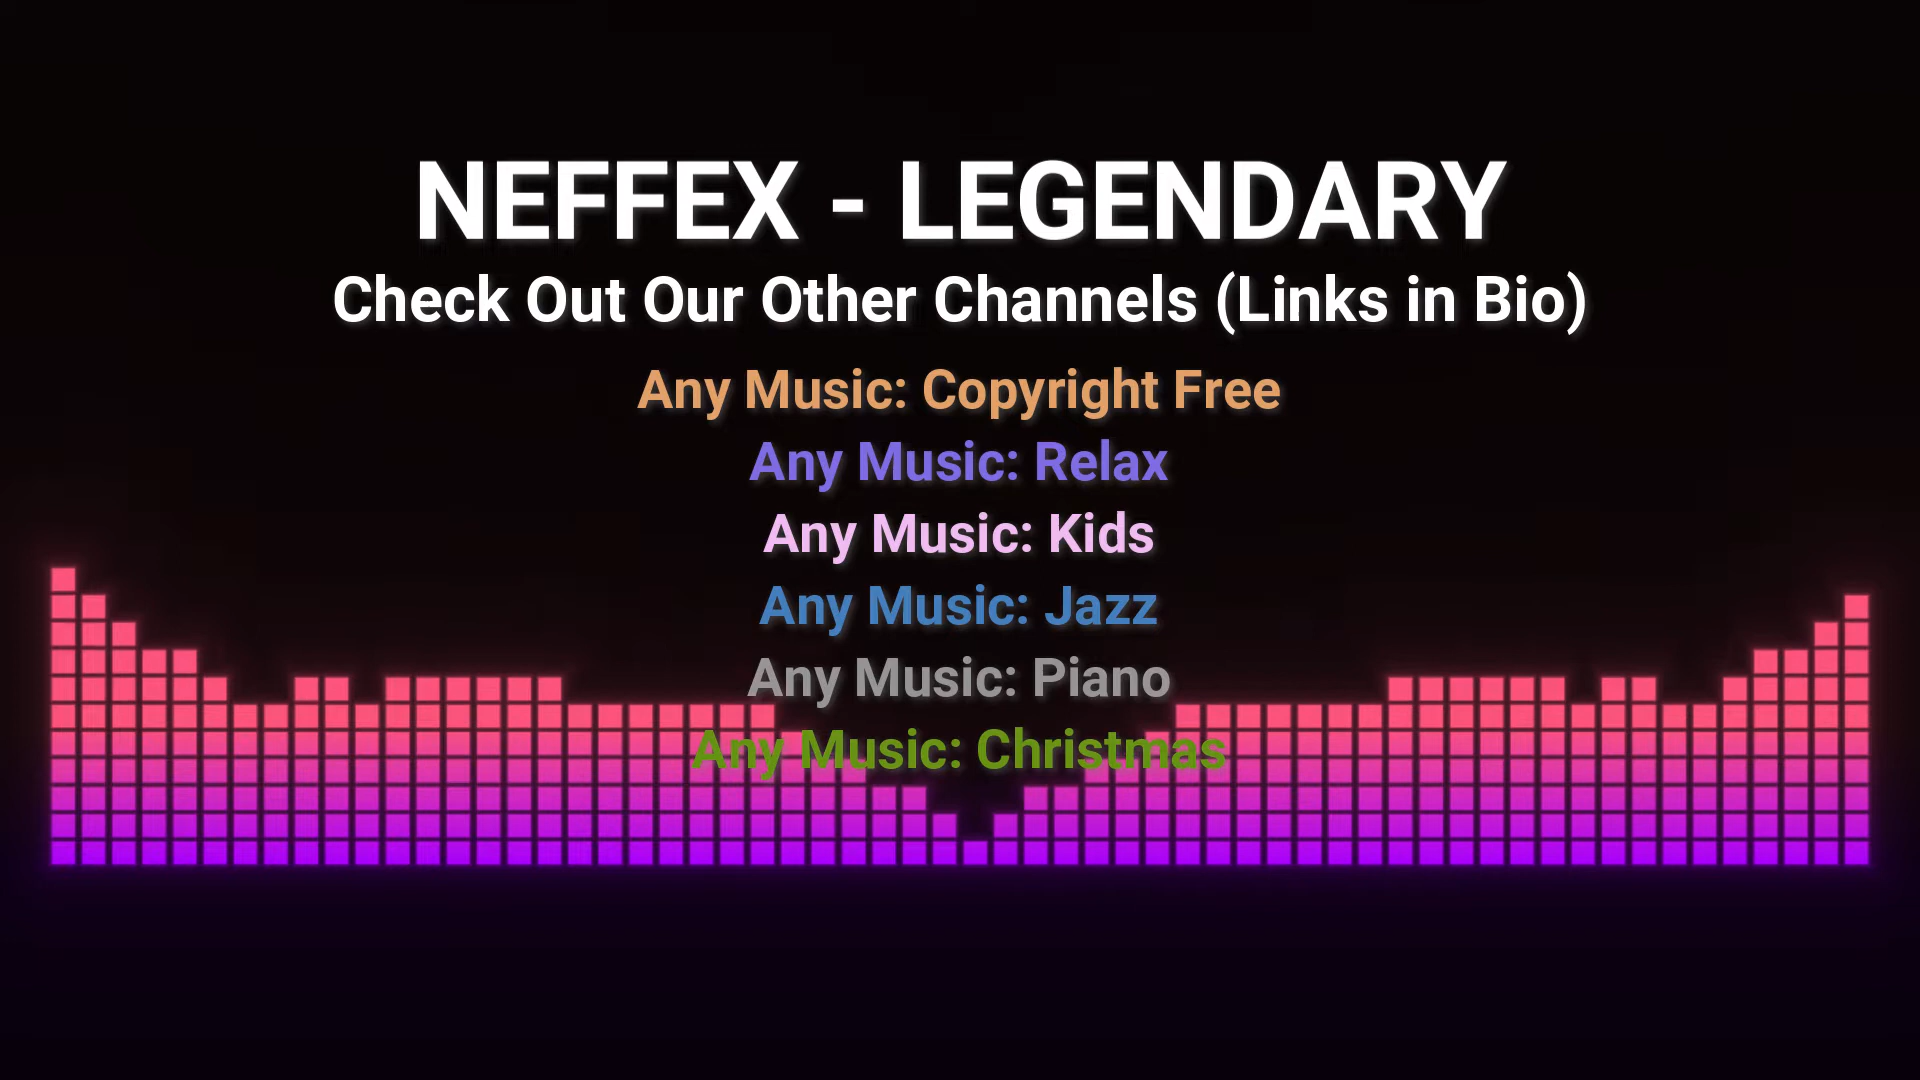 NEFFEX - LEGENDARY
Check Out Our Other Channels (Links in Bio)
Any Music: Copyright Free
Any Music: Relax
Any Music: Kids
Any Music: Jazz
Any Music: Piano
Any Music: Christmas